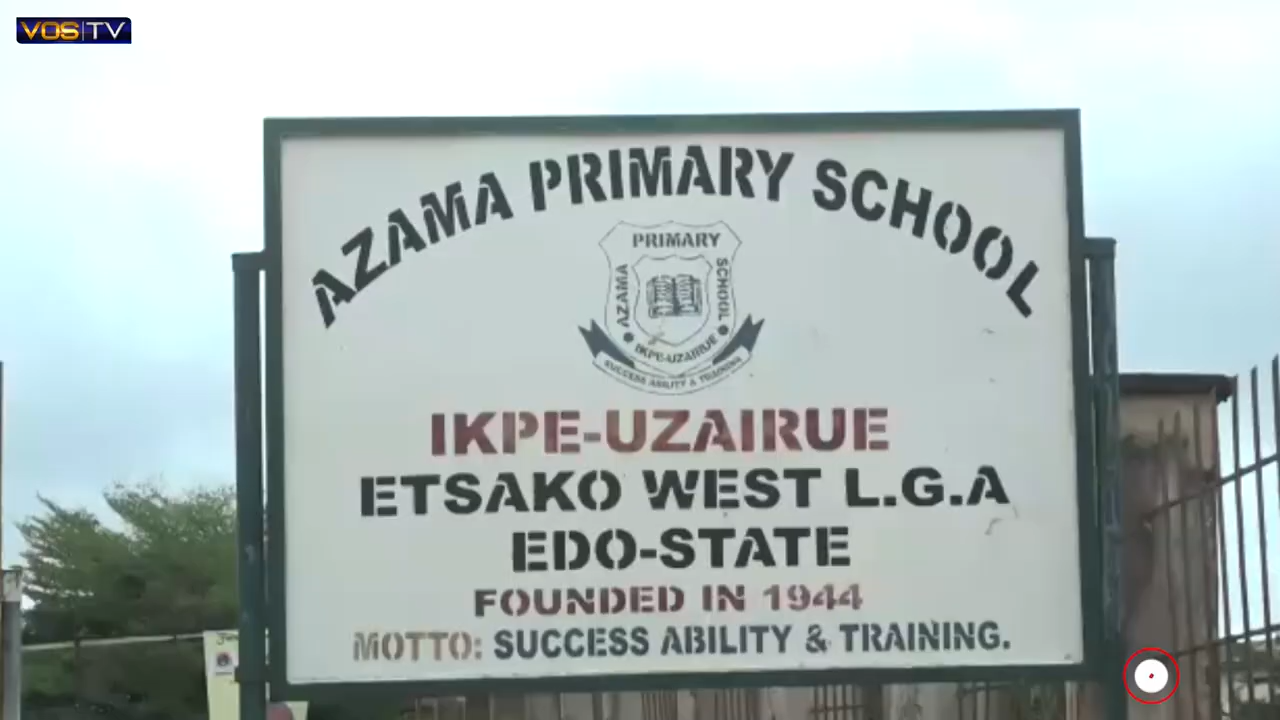 VOS TV
AZAMA PRIMARY SCHOOL
PRIMARY
AZAMA
SCHOOL
IKPE-UZAIRUE
SUCCESS ABILITY & TRAINING
IKPE-UZAIRUE
ETSAKO WEST L.G.A
EDO-STATE
FOUNDED IN 1944
MOTTO: SUCCESS ABILITY & TRAINING.